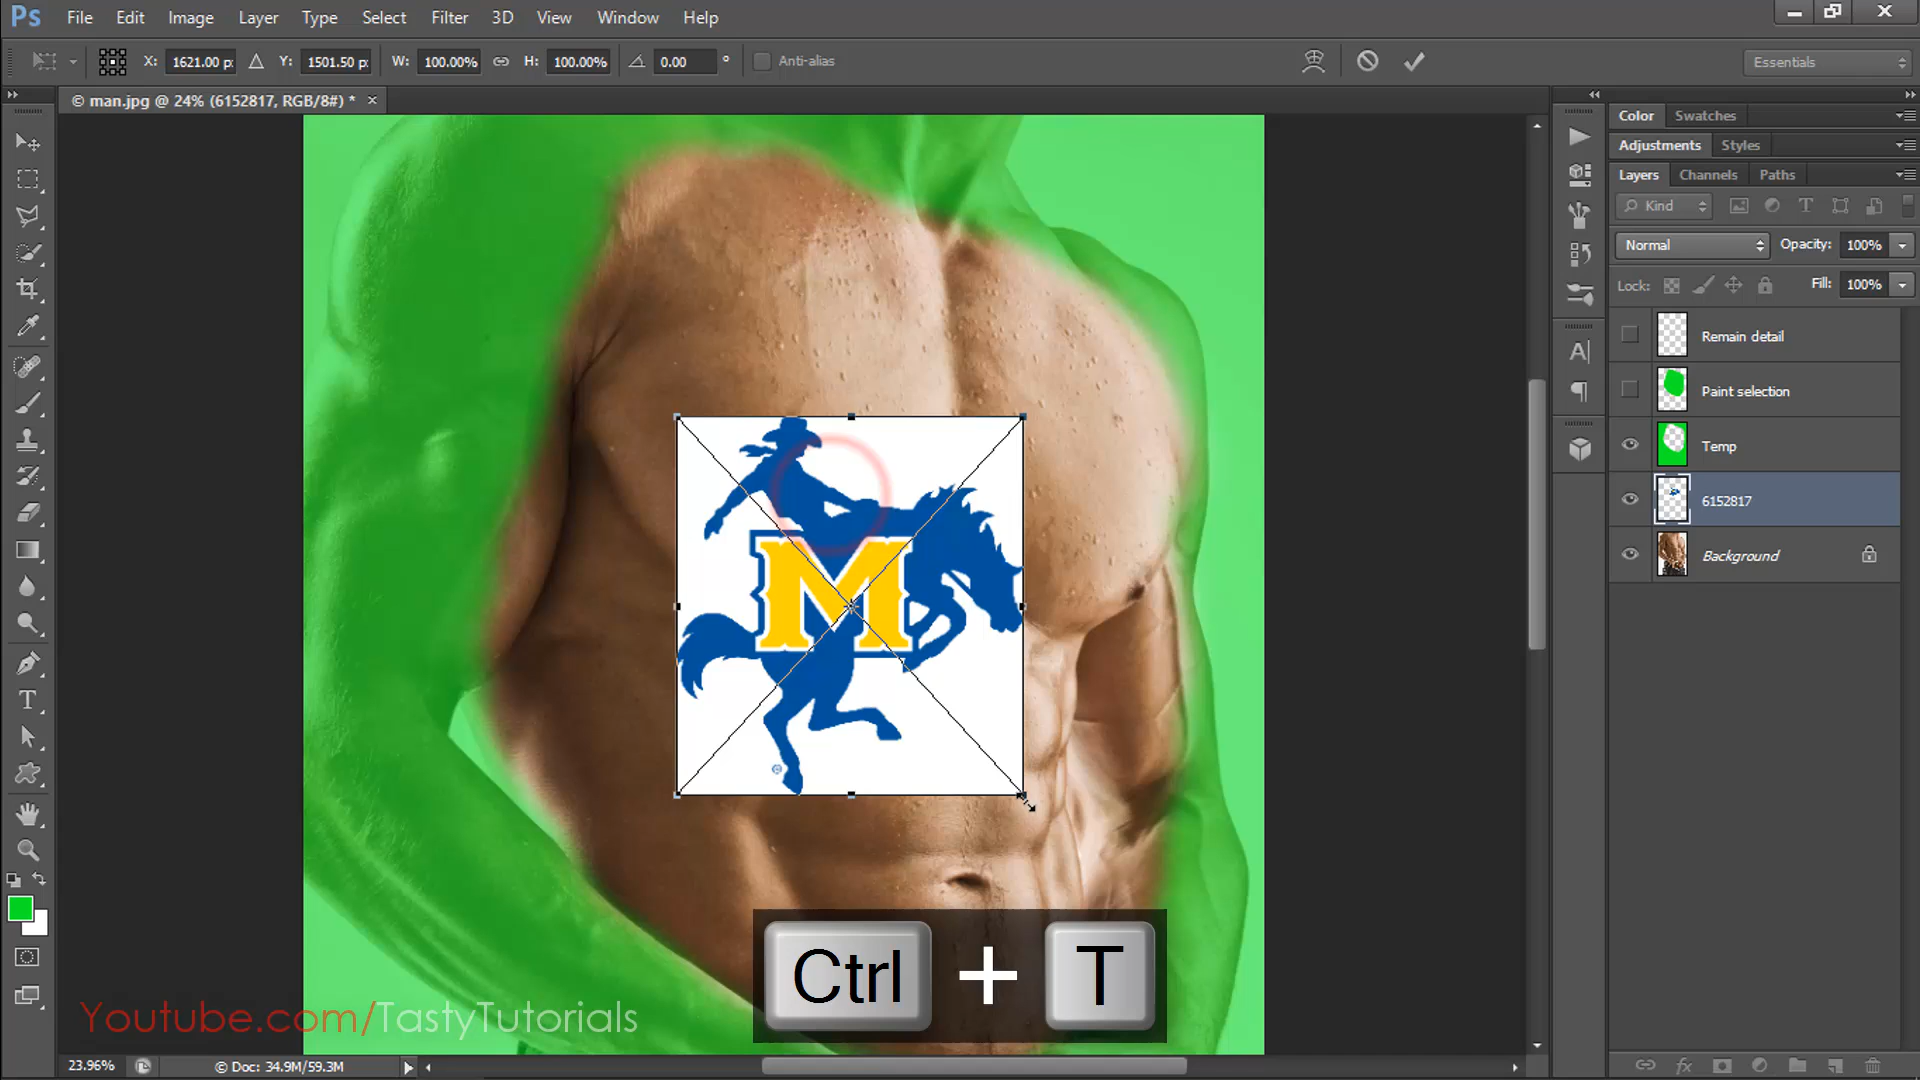 Ps File Edit Image Layer Type Select Filter 3D View Window Help
X: 1621.00 p: Y: 1501.50 p: W: 100.00% H: 100.00% 0.00 ° Anti-alias Essentials
© man.jpg @ 24% (6152817, RGB/8#) * ×
Color Swatches
Adjustments Styles
Layers Channels Paths
Kind
Normal Opacity: 100%
Lock: Fill: 100%
Remain detail
Paint selection
Temp
6152817
Background
M
®
Ctrl + T
Youtube.com/TastyTutorials
23.96% © Doc: 34.9M/59.3M